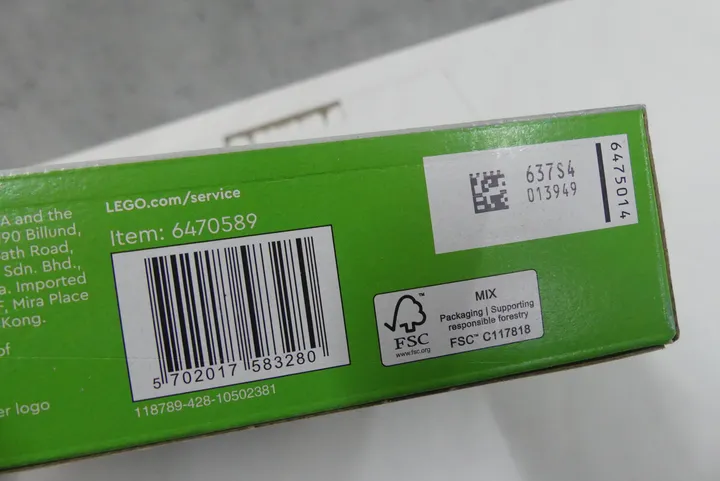 A and the
90 Billund,
ath Road,
Sdn. Bhd.,
a. Imported
F, Mira Place
Kong.
of
er logo
LEGO.com/service
Item: 6470589
5 702017 583280
118789-428-10502381
637S4
013949
6475014
FSC™
www.fsc.org
MIX
Packaging | Supporting
responsible forestry
FSC™ C117818